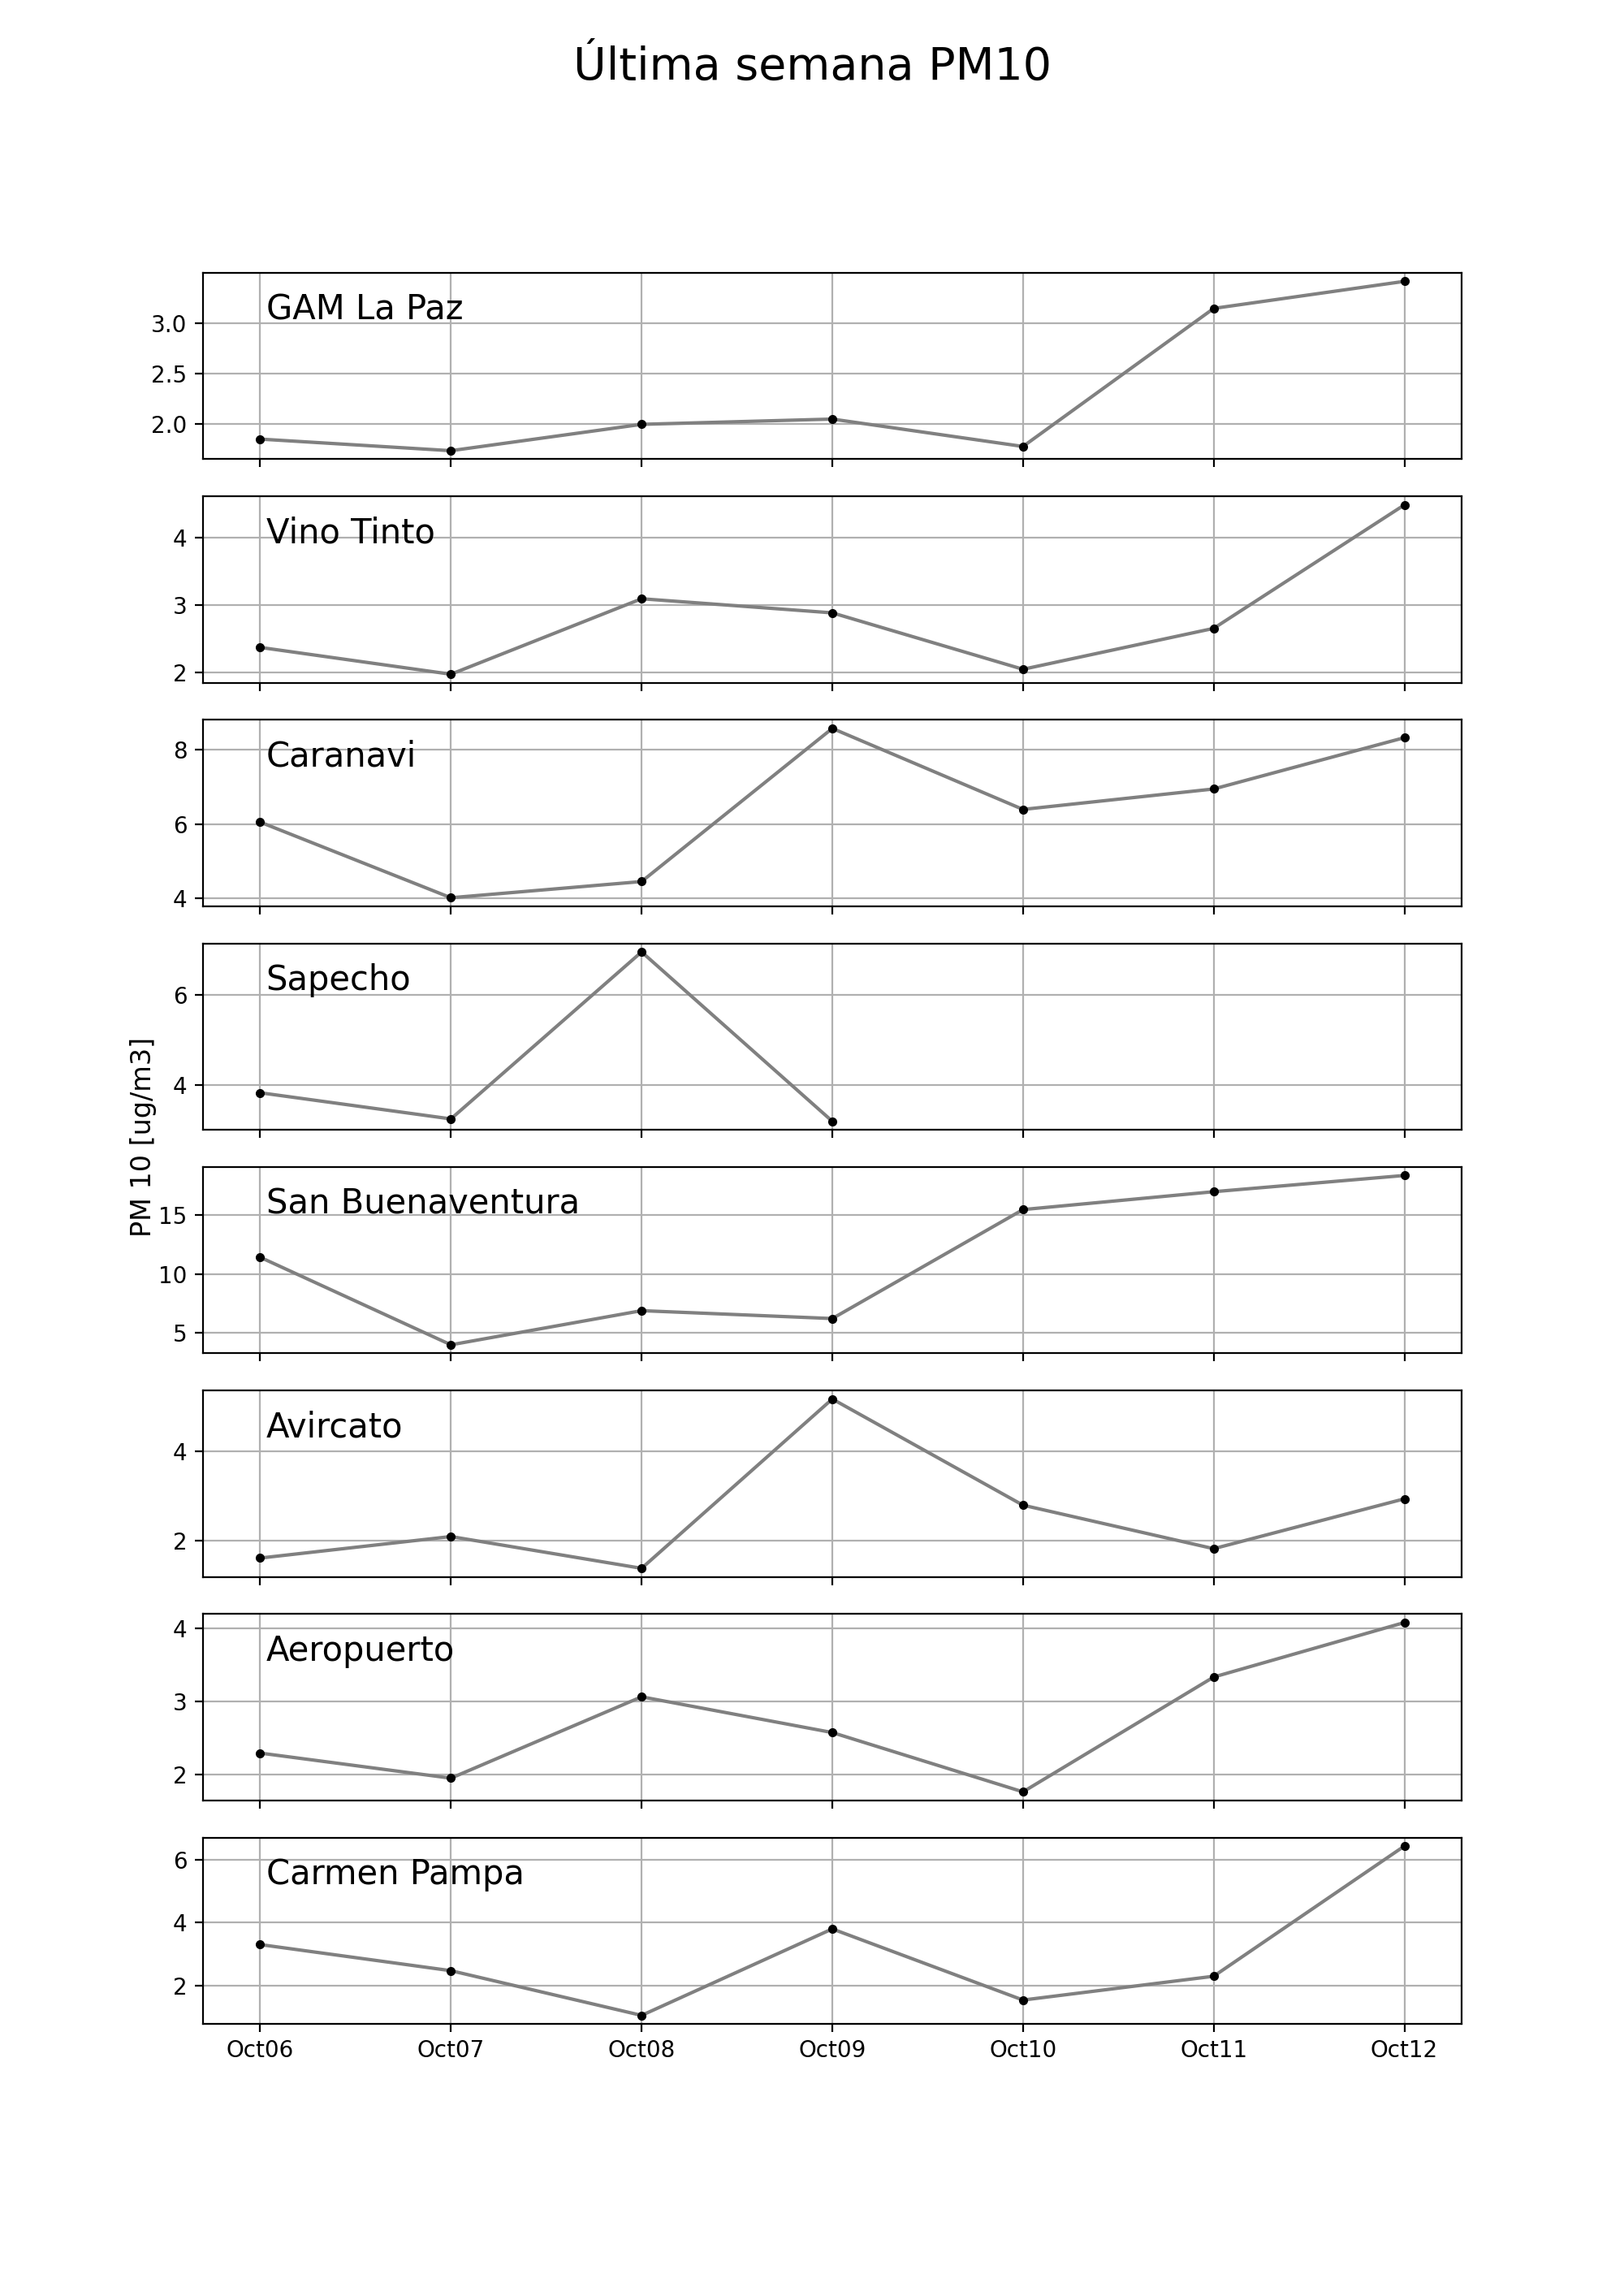 Última semana PM10
GAM La Paz
3.0
2.5
2.0
Vino Tinto
4
3
2
Caranavi
8
6
4
Sapecho
6
4
PM 10 [ug/m3]
San Buenaventura
15
10
5
Avircato
4
2
Aeropuerto
4
3
2
Carmen Pampa
6
4
2
Oct06 Oct07 Oct08 Oct09 Oct10 Oct11 Oct12